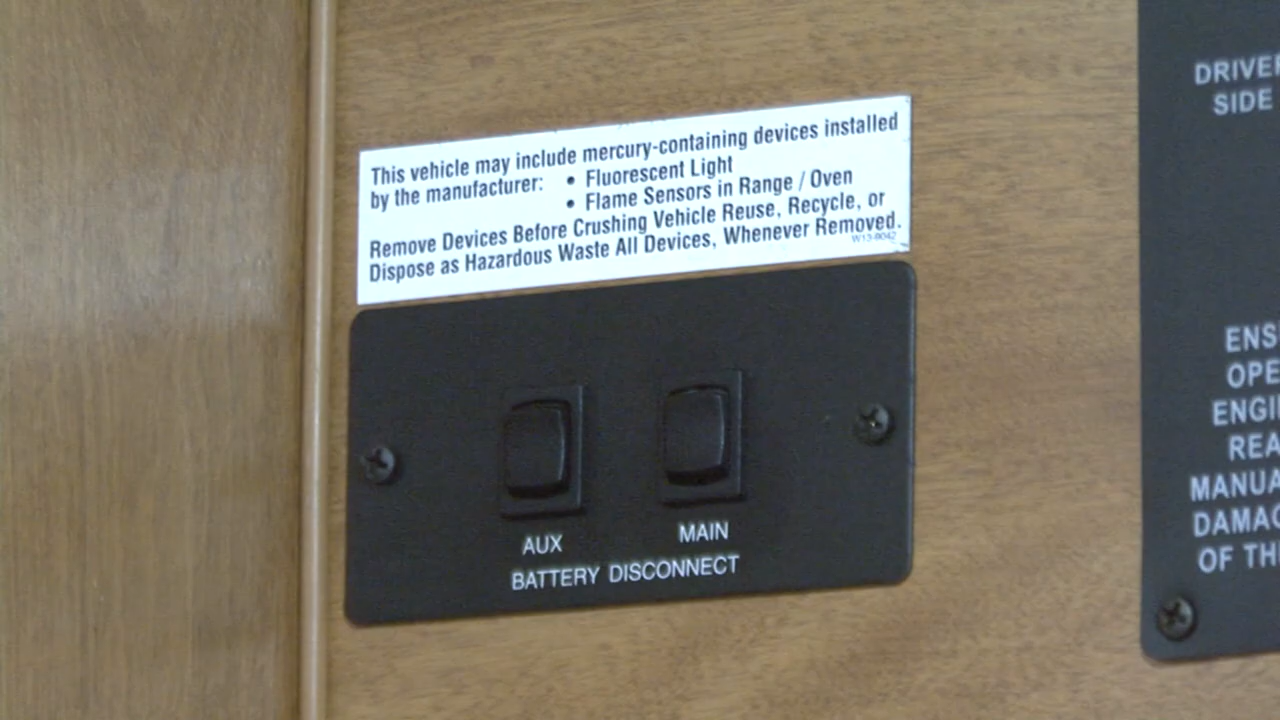 This vehicle may include mercury-containing devices installed
by the manufacturer: • Fluorescent Light
• Flame Sensors in Range / Oven
Remove Devices Before Crushing Vehicle Reuse, Recycle, or
Dispose as Hazardous Waste All Devices, Whenever Removed.
W13-9042
AUX MAIN
BATTERY DISCONNECT
DRIVER
SIDE
ENS
OPE
ENGI
REA
MANUA
DAMAG
OF TH